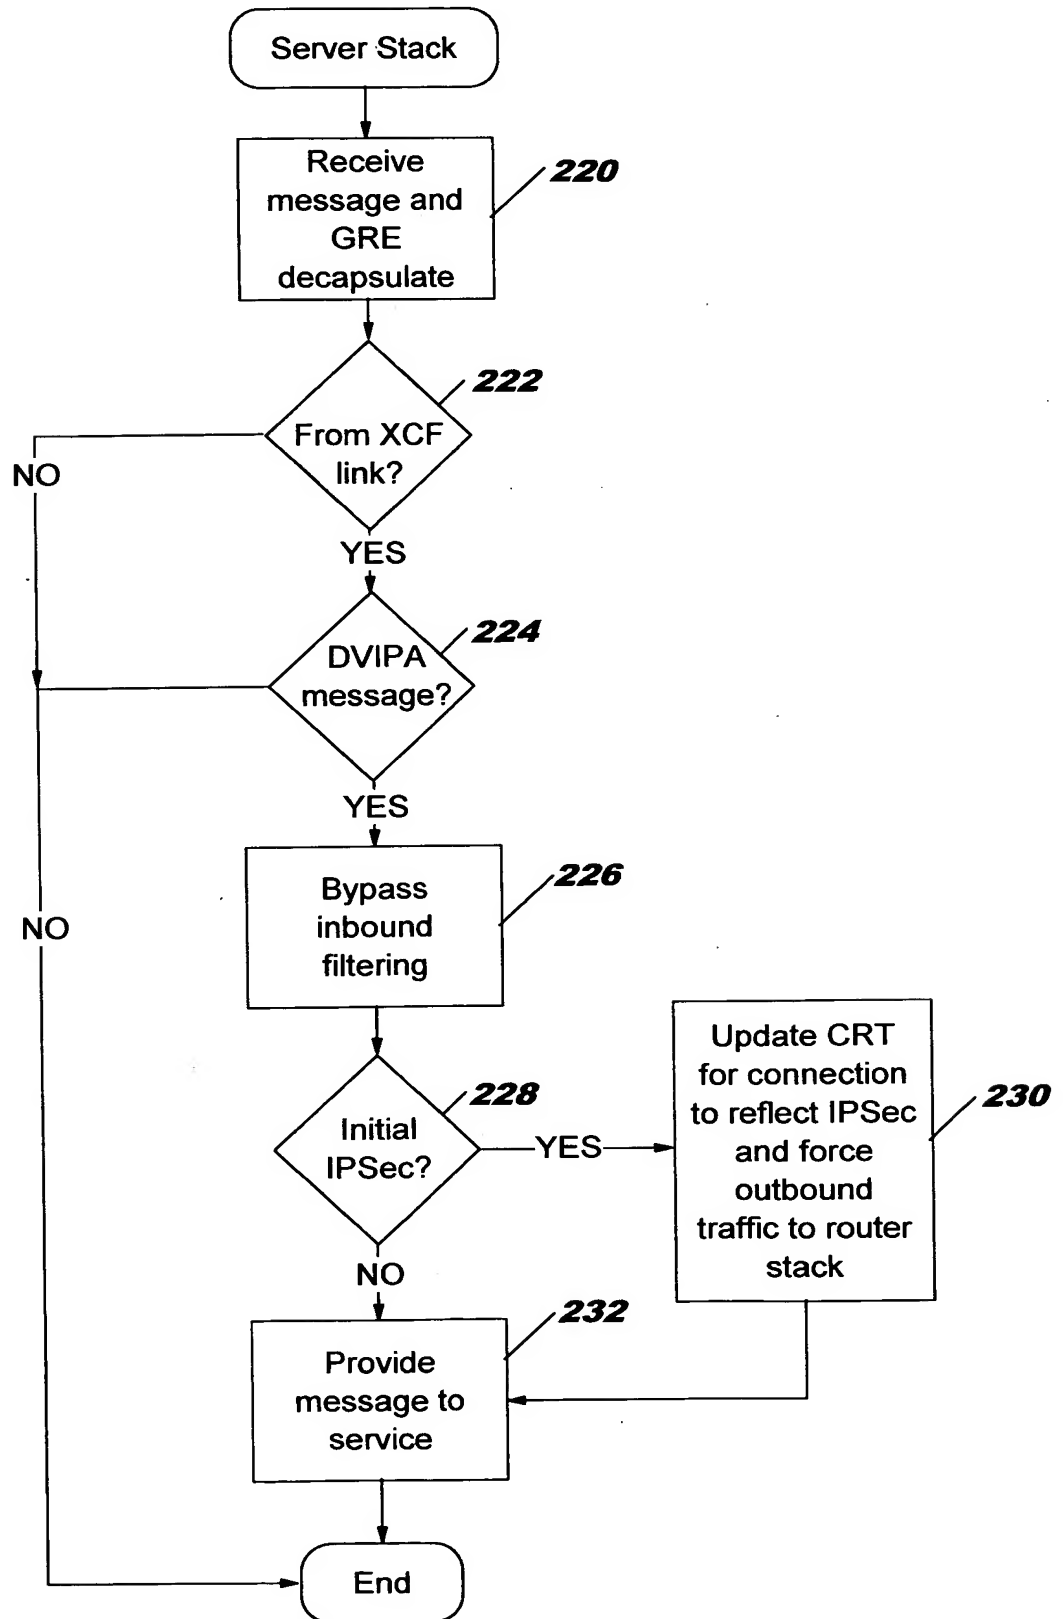 Server Stack
Receive
message and
GRE
decapsulate
220
222
From XCF
link?
NO
YES
224
DVIPA
message?
YES
NO
Bypass
inbound
filtering
226
228
Initial
IPSec?
YES
Update CRT
for connection
to reflect IPSec
and force
outbound
traffic to router
stack
230
NO
232
Provide
message to
service
End